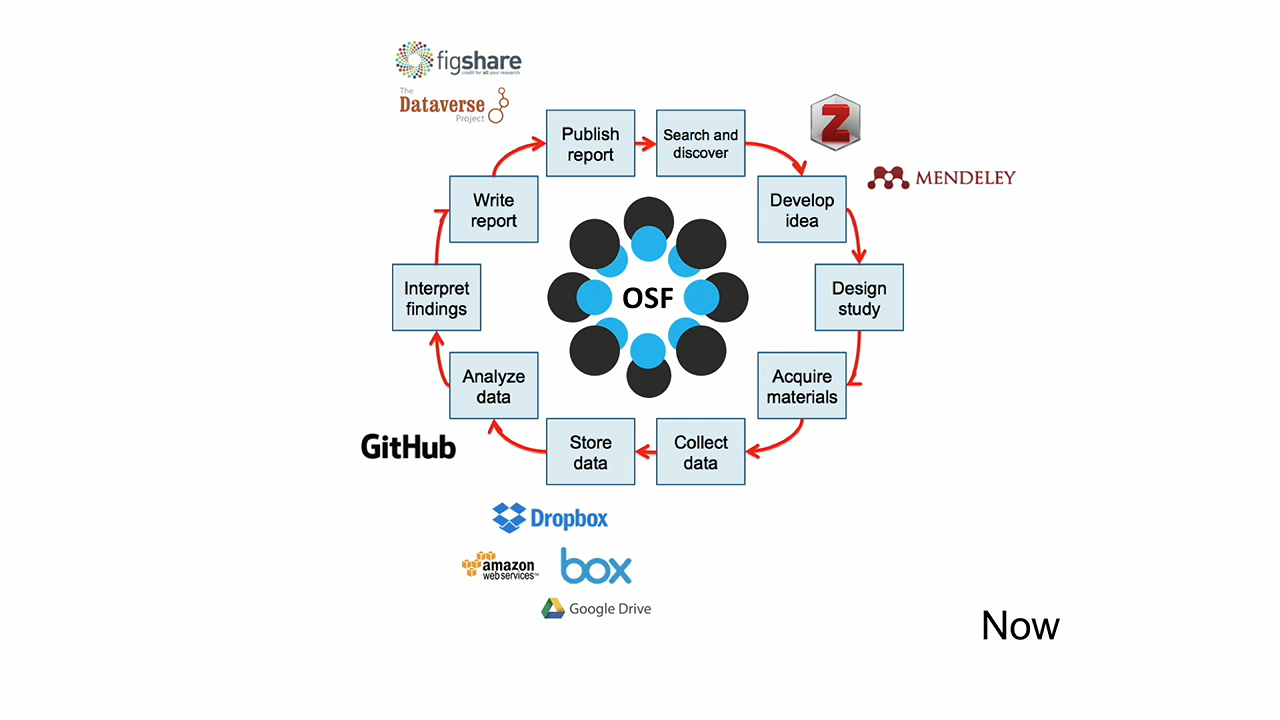 figshare
credit for all your research
The
Dataverse
Project
Publish
report
Search and
discover
Z
MENDELEY
Write
report
Develop
idea
Interpret
findings
OSF
Design
study
Analyze
data
Acquire
materials
GitHub
Store
data
Collect
data
Dropbox
amazon
web services™
box
Google Drive
Now